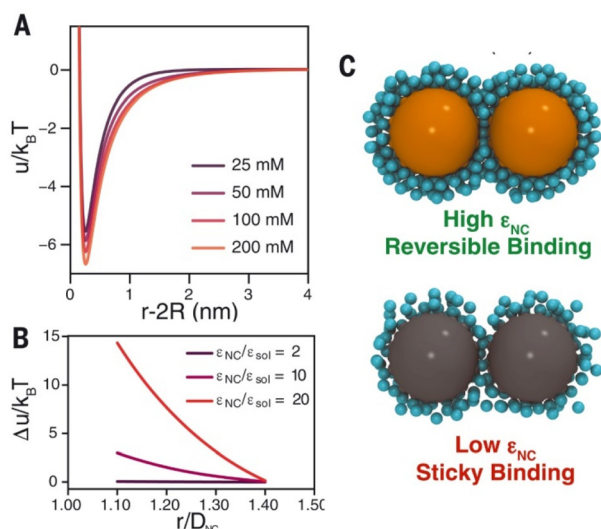 A
0
−2
−4
−6
u/kBT
25 mM
50 mM
100 mM
200 mM
0
1
2
3
4
r-2R (nm)
B
15
10
5
0
Δu/kBT
εNC/εsol = 2
εNC/εsol = 10
εNC/εsol = 20
1.00
1.10
1.20
1.30
1.40
1.50
r/DNC
C
High εNC
Reversible Binding
Low εNC
Sticky Binding